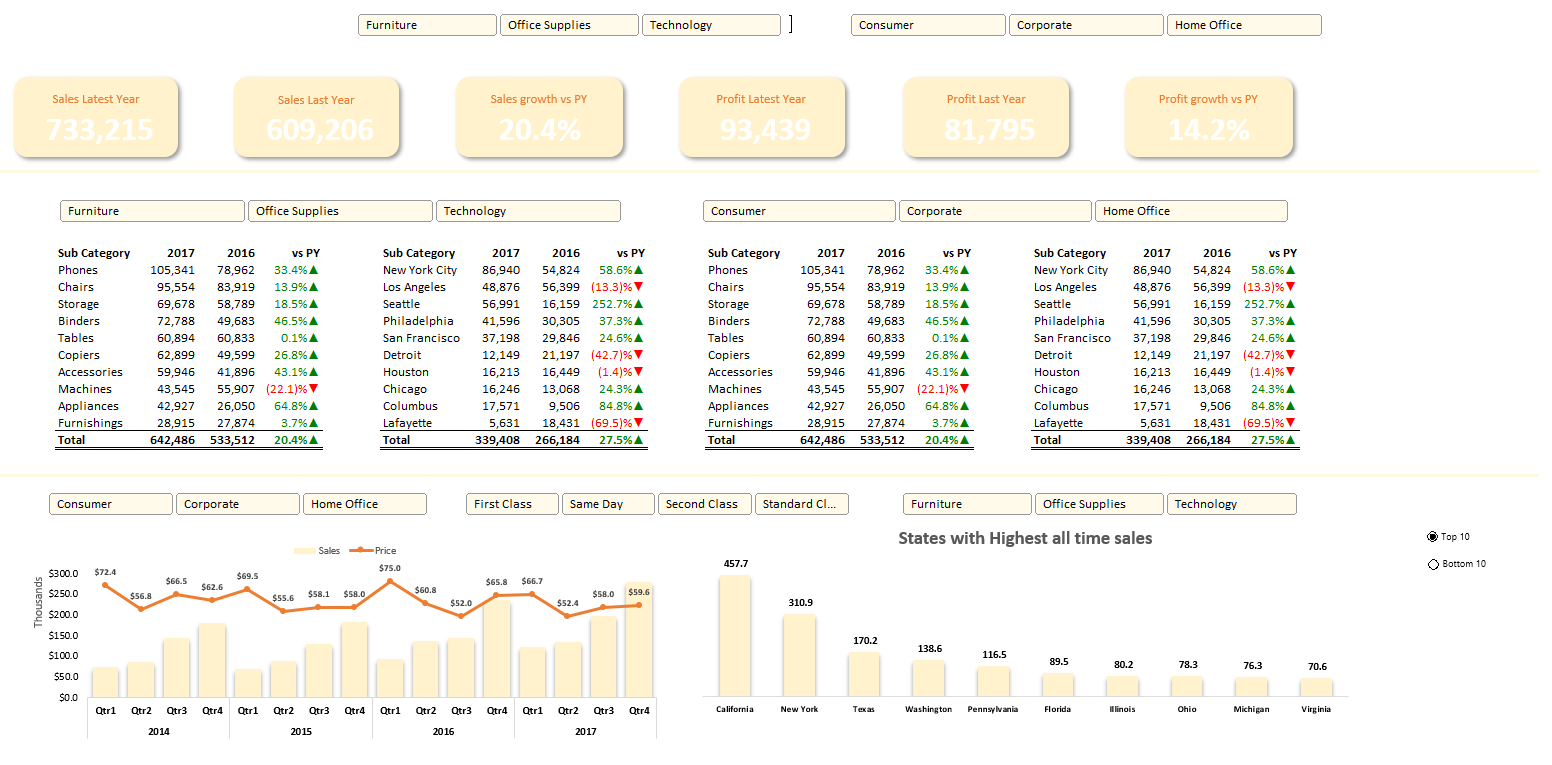 Furniture Office Supplies Technology ] Consumer Corporate Home Office
Sales Latest Year Sales Last Year Sales growth vs PY Profit Latest Year Profit Last Year Profit growth vs PY
733,215 609,206 20.4% 93,439 81,795 14.2%
Furniture Office Supplies Technology Consumer Corporate Home Office
Sub Category 2017 2016 vs PY Sub Category 2017 2016 vs PY Sub Category 2017 2016 vs PY Sub Category 2017 2016 vs PY
Phones 105,341 78,962 33.4%▲ New York City 86,940 54,824 58.6%▲ Phones 105,341 78,962 33.4%▲ New York City 86,940 54,824 58.6%▲
Chairs 95,554 83,919 13.9%▲ Los Angeles 48,876 56,399 (13.3)%▼ Chairs 95,554 83,919 13.9%▲ Los Angeles 48,876 56,399 (13.3)%▼
Storage 69,678 58,789 18.5%▲ Seattle 56,991 16,159 252.7%▲ Storage 69,678 58,789 18.5%▲ Seattle 56,991 16,159 252.7%▲
Binders 72,788 49,683 46.5%▲ Philadelphia 41,596 30,305 37.3%▲ Binders 72,788 49,683 46.5%▲ Philadelphia 41,596 30,305 37.3%▲
Tables 60,894 60,833 0.1%▲ San Francisco 37,198 29,846 24.6%▲ Tables 60,894 60,833 0.1%▲ San Francisco 37,198 29,846 24.6%▲
Copiers 62,899 49,599 26.8%▲ Detroit 12,149 21,197 (42.7)%▼ Copiers 62,899 49,599 26.8%▲ Detroit 12,149 21,197 (42.7)%▼
Accessories 59,946 41,896 43.1%▲ Houston 16,213 16,449 (1.4)%▼ Accessories 59,946 41,896 43.1%▲ Houston 16,213 16,449 (1.4)%▼
Machines 43,545 55,907 (22.1)%▼ Chicago 16,246 13,068 24.3%▲ Machines 43,545 55,907 (22.1)%▼ Chicago 16,246 13,068 24.3%▲
Appliances 42,927 26,050 64.8%▲ Columbus 17,571 9,506 84.8%▲ Appliances 42,927 26,050 64.8%▲ Columbus 17,571 9,506 84.8%▲
Furnishings 28,915 27,874 3.7%▲ Lafayette 5,631 18,431 (69.5)%▼ Furnishings 28,915 27,874 3.7%▲ Lafayette 5,631 18,431 (69.5)%▼
Total 642,486 533,512 20.4%▲ Total 339,408 266,184 27.5%▲ Total 642,486 533,512 20.4%▲ Total 339,408 266,184 27.5%▲
Consumer Corporate Home Office First Class Same Day Second Class Standard Cl... Furniture Office Supplies Technology
Sales Price
Thousands
$300.0
$250.0
$200.0
$150.0
$100.0
$50.0
$0.0
$72.4 $56.8 $66.5 $62.6 $69.5 $55.6 $58.1 $58.0 $75.0 $60.8 $52.0 $65.8 $66.7 $52.4 $58.0 $59.6
Qtr1 Qtr2 Qtr3 Qtr4 Qtr1 Qtr2 Qtr3 Qtr4 Qtr1 Qtr2 Qtr3 Qtr4 Qtr1 Qtr2 Qtr3 Qtr4
2014 2015 2016 2017
States with Highest all time sales
457.7 310.9 170.2 138.6 116.5 89.5 80.2 78.3 76.3 70.6
California New York Texas Washington Pennsylvania Florida Illinois Ohio Michigan Virginia
Top 10
Bottom 10